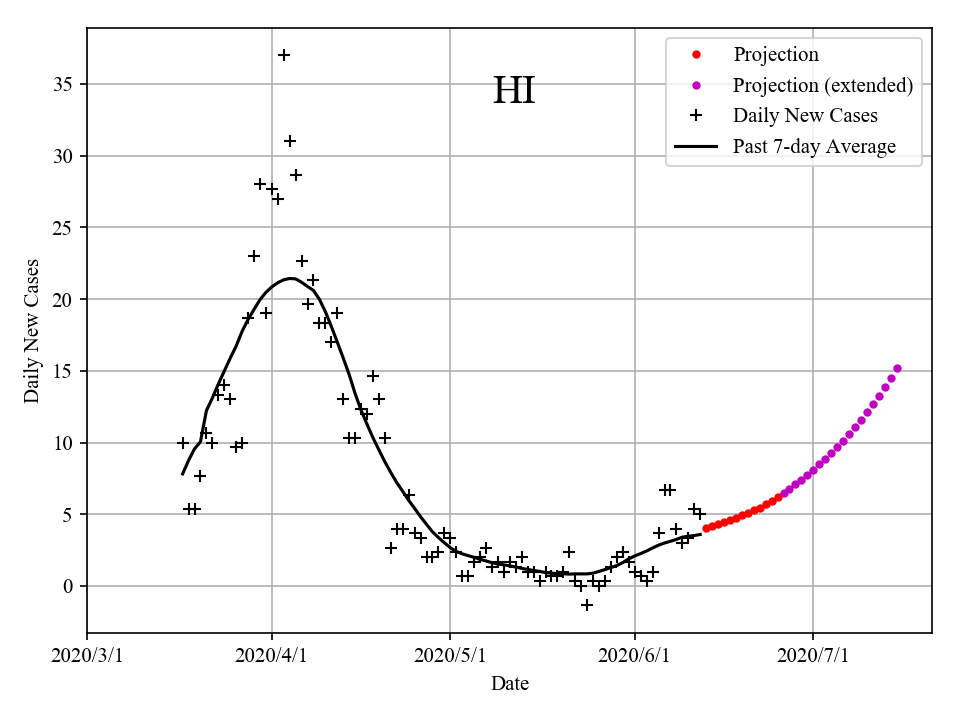 HI
Projection
Projection (extended)
Daily New Cases
Past 7-day Average
Daily New Cases
35
30
25
20
15
10
5
0
2020/3/1 2020/4/1 2020/5/1 2020/6/1 2020/7/1
Date